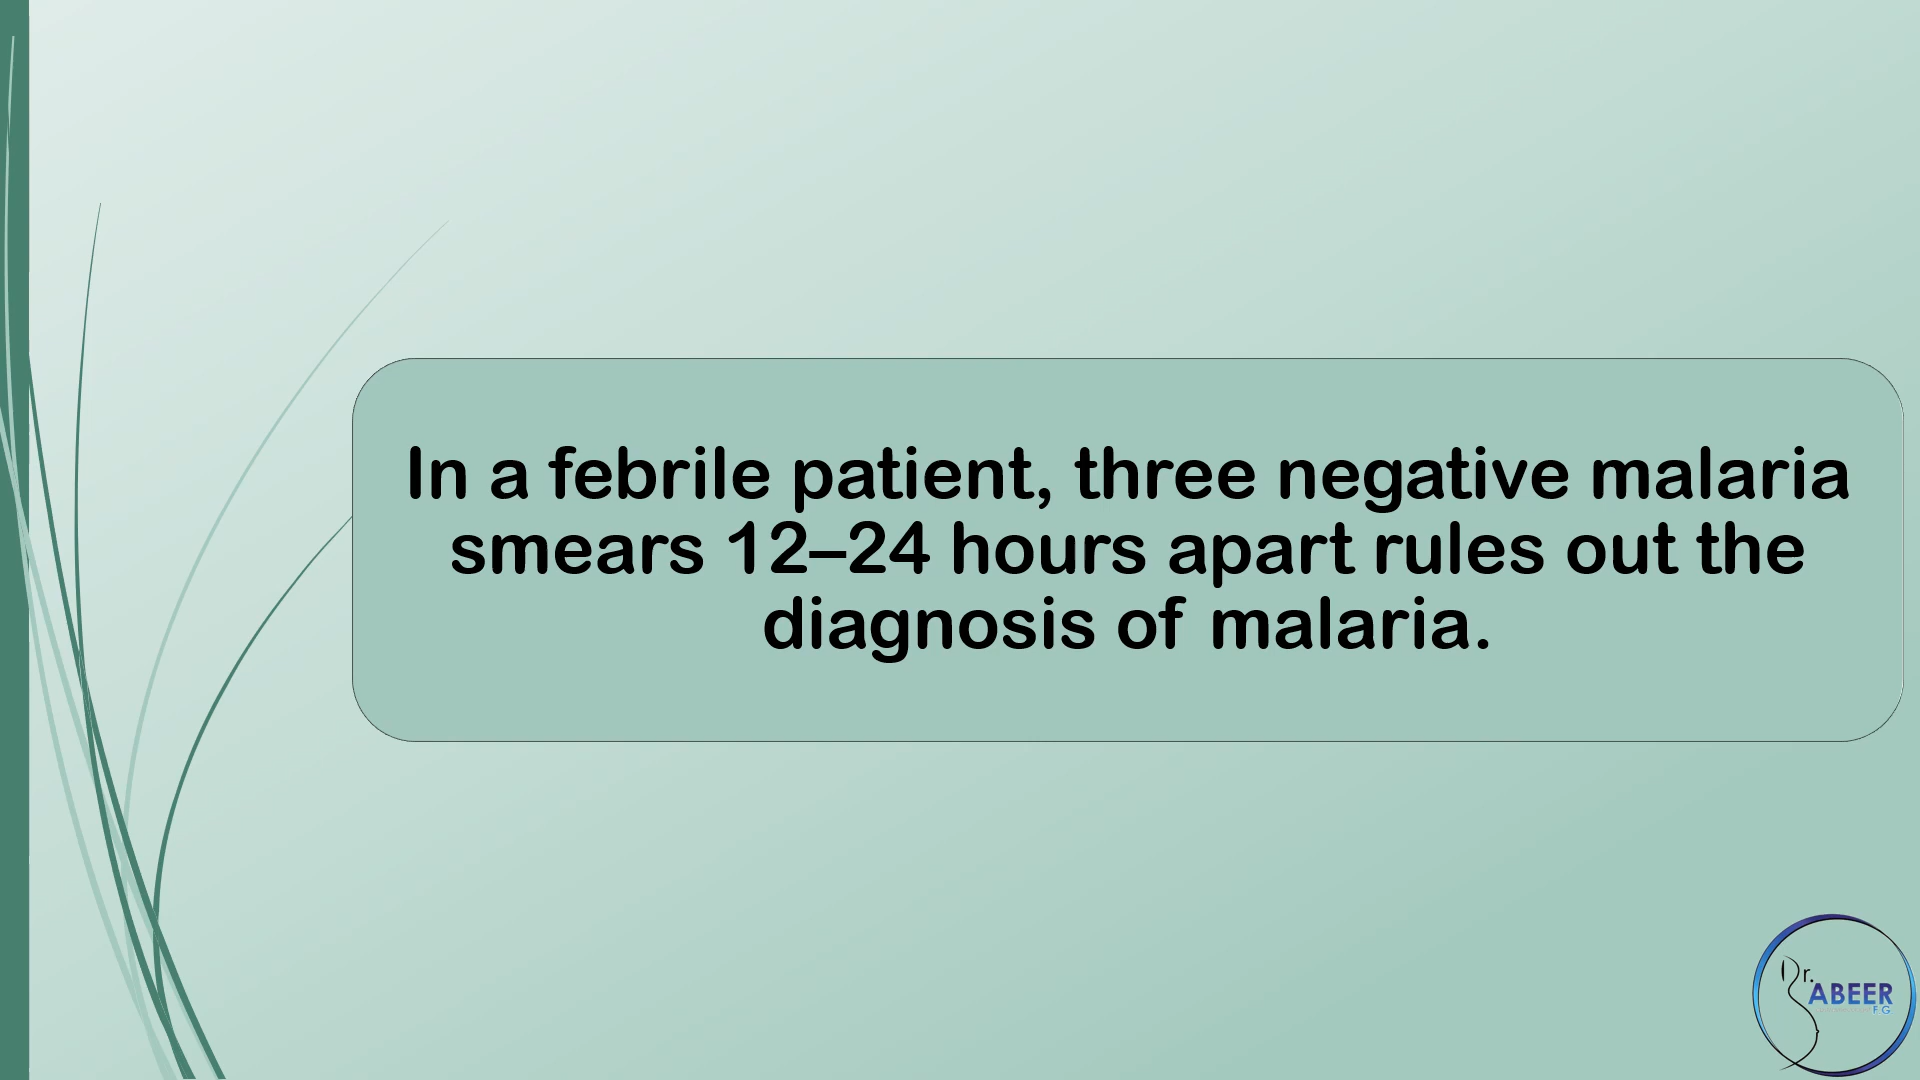 In a febrile patient, three negative malaria
smears 12–24 hours apart rules out the
diagnosis of malaria.
Dr.
ABEER
F.G